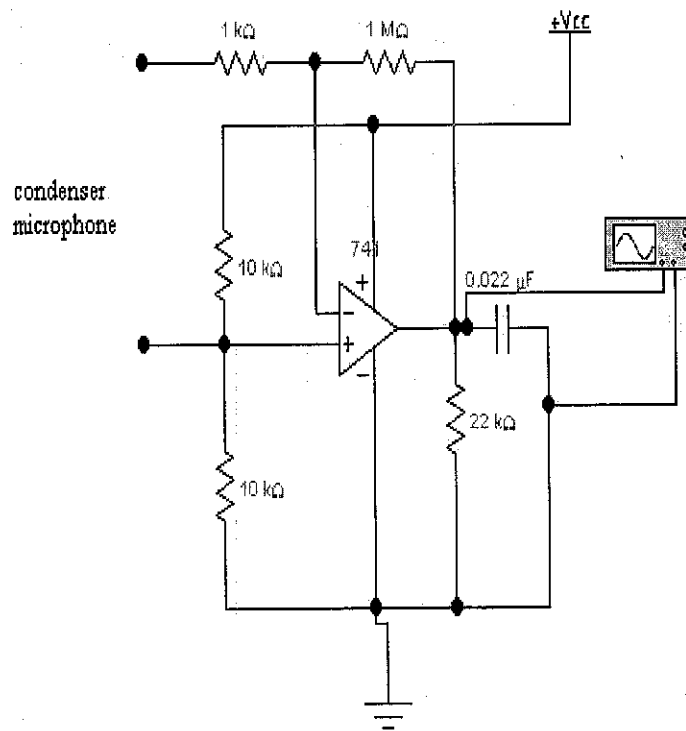 1 kΩ
1 MΩ
+Vcc
condenser
microphone
741
10 kΩ
+
0.022 µF
−
+
−
22 kΩ
10 kΩ